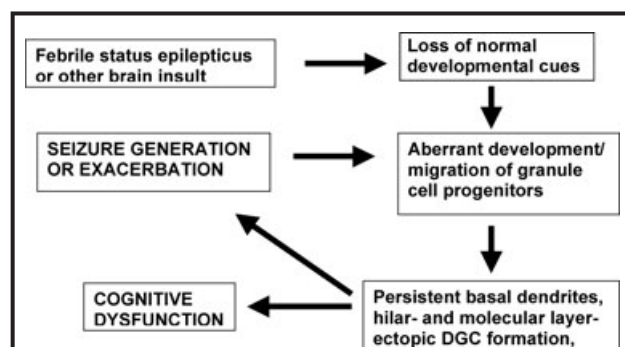 Febrile status epilepticus
or other brain insult
Loss of normal
developmental cues
SEIZURE GENERATION
OR EXACERBATION
Aberrant development/
migration of granule
cell progenitors
COGNITIVE
DYSFUNCTION
Persistent basal dendrites,
hilar- and molecular layer-
ectopic DGC formation,